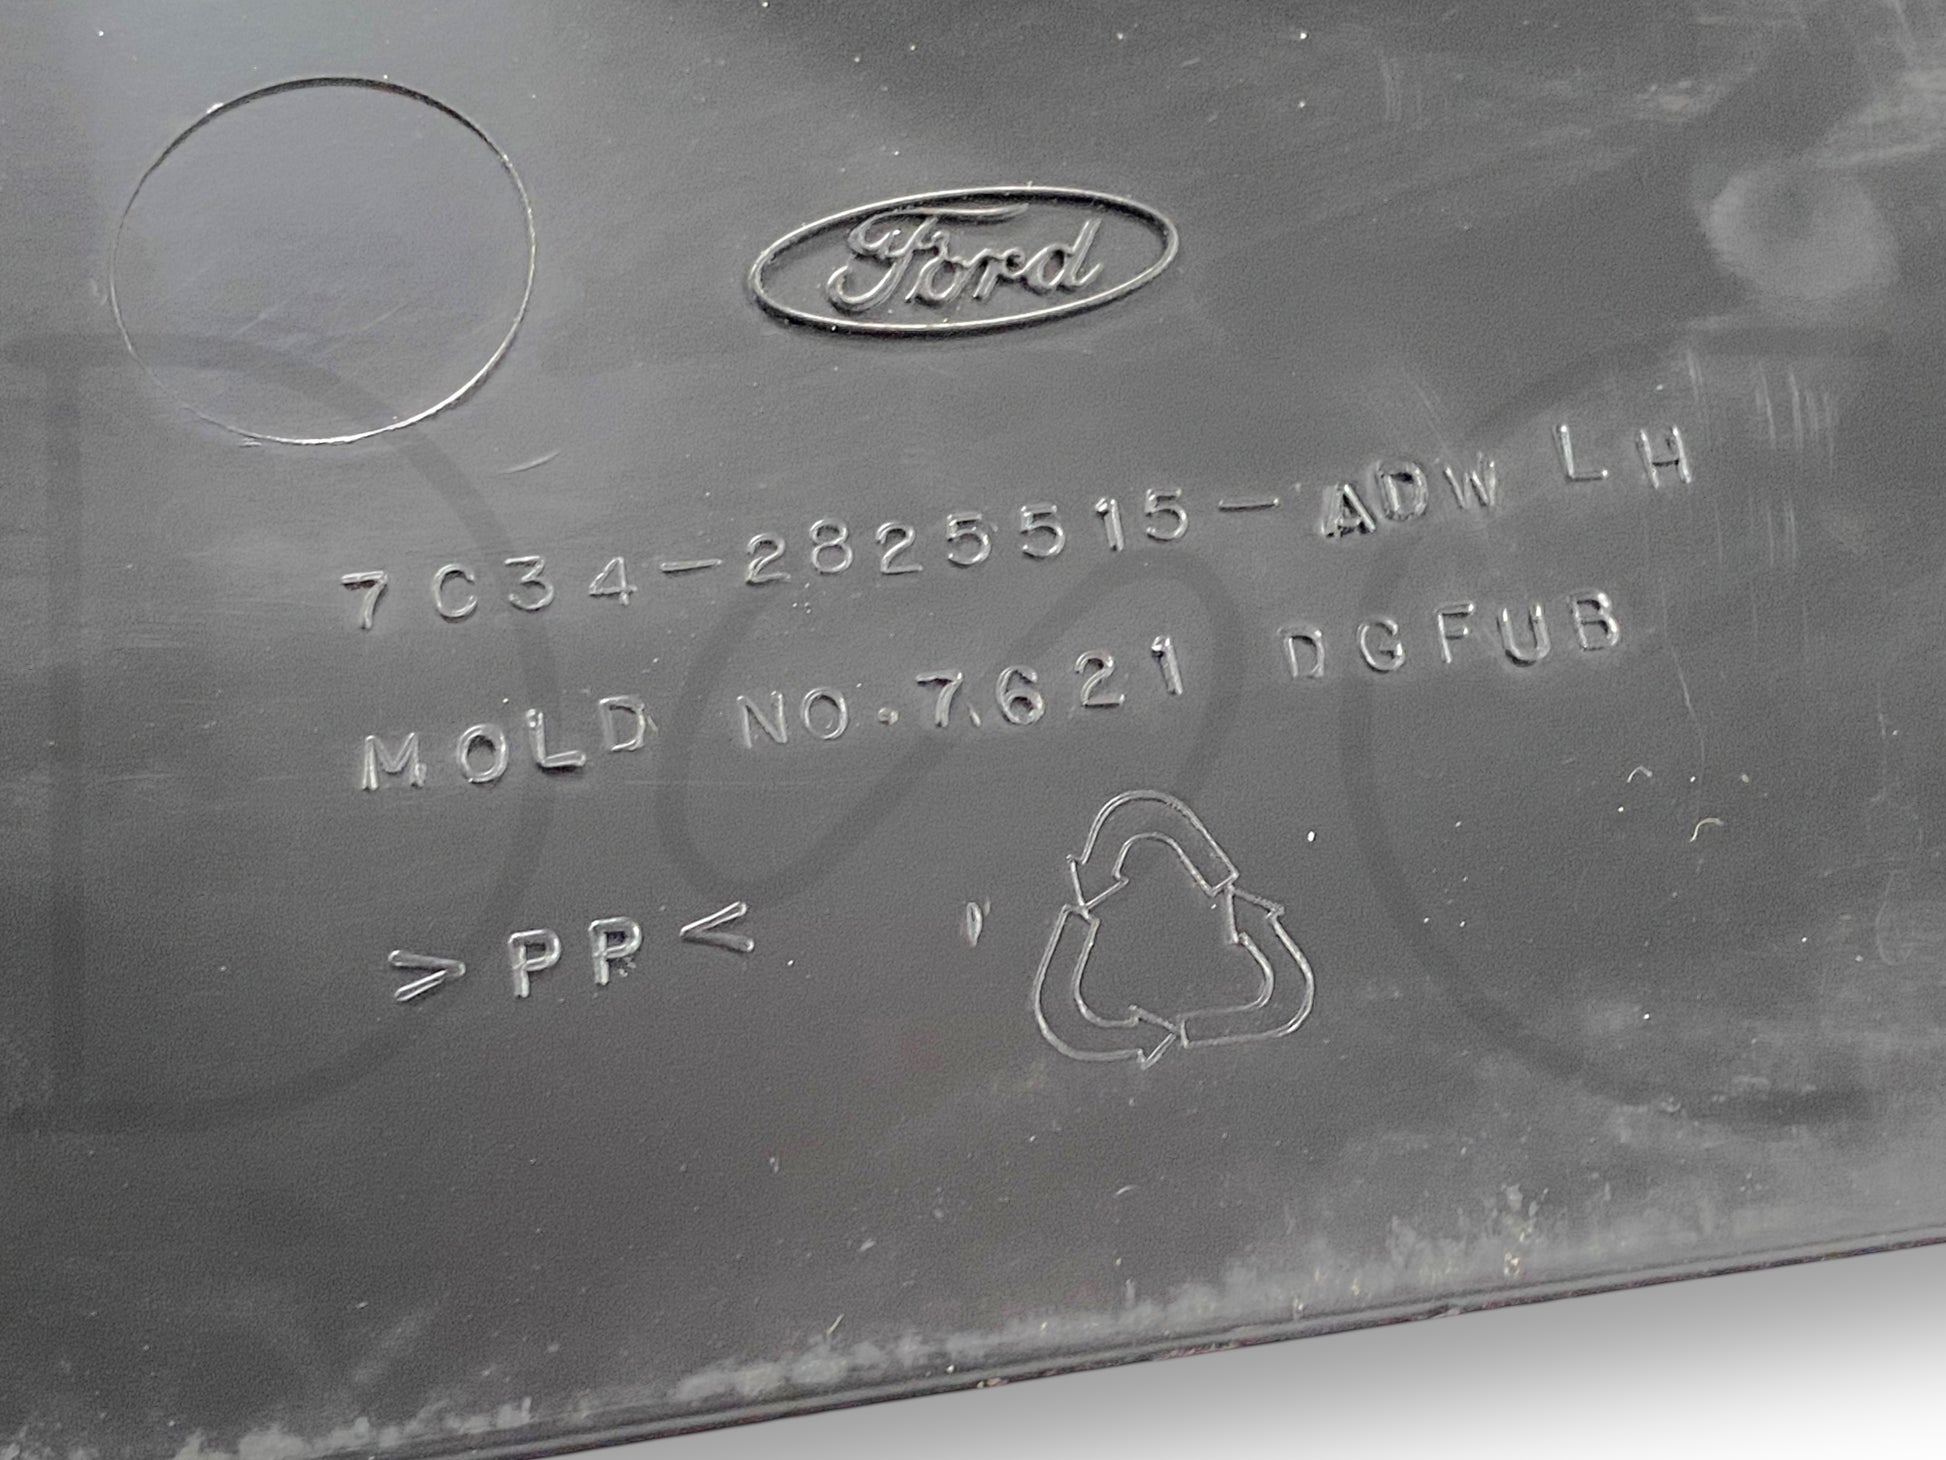 Ford
7C34-2825515-ADW LH
MOLD NO.7621 DGFUB
>PP<